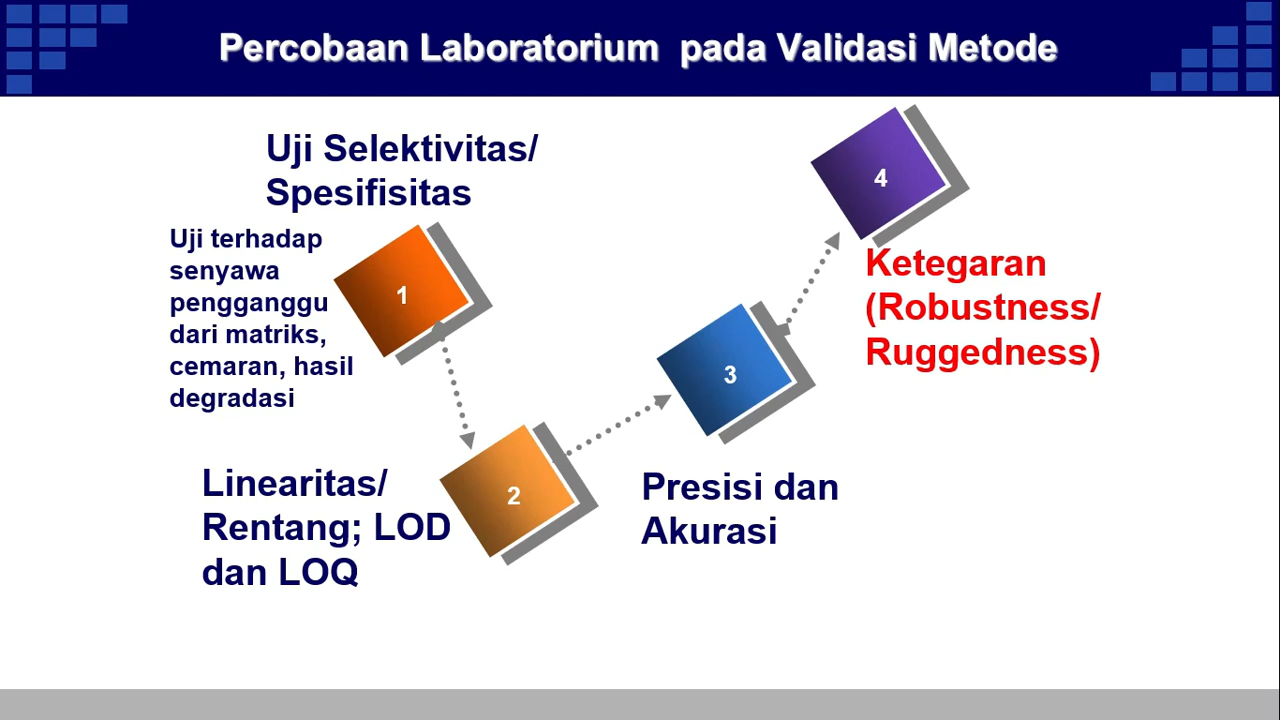 Percobaan Laboratorium pada Validasi Metode
Uji Selektivitas/
Spesifisitas
Uji terhadap
senyawa
pengganggu
dari matriks,
cemaran, hasil
degradasi
1
Linearitas/
Rentang; LOD
dan LOQ
2
3
Presisi dan
Akurasi
4
Ketegaran
(Robustness/
Ruggedness)